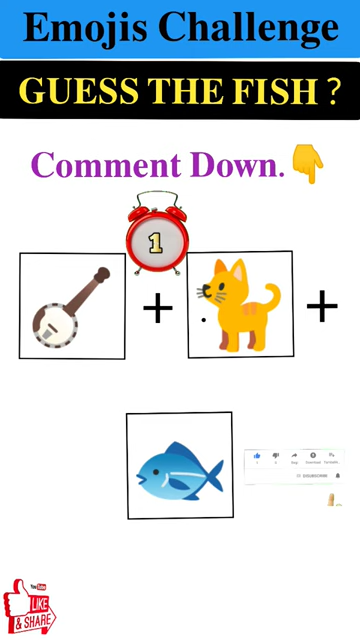 Emojis Challenge
GUESS THE FISH ?
Comment Down.
1
+
+
YouTube
LIKE
& SHARE